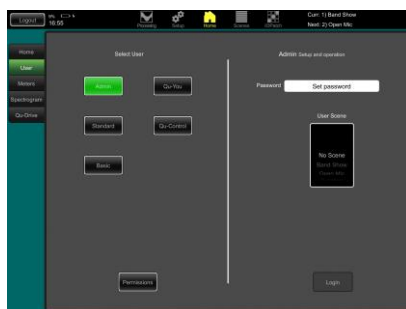 Logout
16:55
Processing
Setup
Home
Scenes
Curr: 1) Band Show
Next: 2) Open Mic
Home
User
Meters
Spectrogram
Qu-Drive
Select User
Admin
Qu-You
Standard
Qu-Control
Basic
Permissions
Admin Setup and operation
Password
Set password
User Scene
No Scene
Band Show
Open Mic
Login